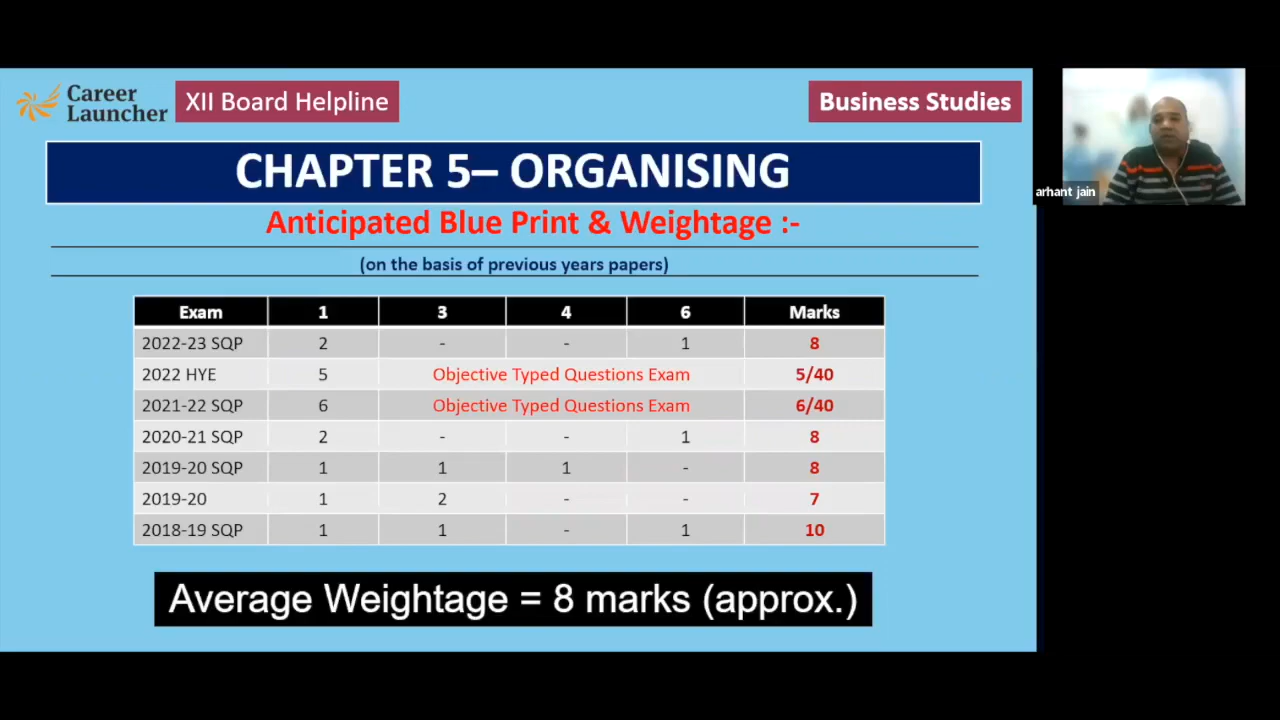 Career
Launcher
XII Board Helpline
Business Studies
CHAPTER 5– ORGANISING
arhant jain
Anticipated Blue Print & Weightage :-
(on the basis of previous years papers)
Exam 1 3 4 6 Marks
2022-23 SQP 2 - - 1 8
2022 HYE 5 Objective Typed Questions Exam 5/40
2021-22 SQP 6 Objective Typed Questions Exam 6/40
2020-21 SQP 2 - - 1 8
2019-20 SQP 1 1 1 - 8
2019-20 1 2 - - 7
2018-19 SQP 1 1 - 1 10
Average Weightage = 8 marks (approx.)